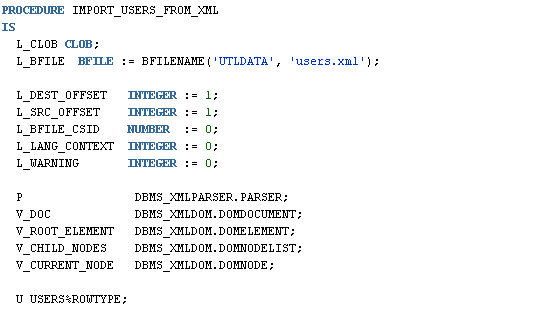 PROCEDURE IMPORT_USERS_FROM_XML
IS
L_CLOB CLOB;
L_BFILE BFILE := BFILENAME('UTLDATA', 'users.xml');
L_DEST_OFFSET INTEGER := 1;
L_SRC_OFFSET INTEGER := 1;
L_BFILE_CSID NUMBER := 0;
L_LANG_CONTEXT INTEGER := 0;
L_WARNING INTEGER := 0;
P DBMS_XMLPARSER.PARSER;
V_DOC DBMS_XMLDOM.DOMDOCUMENT;
V_ROOT_ELEMENT DBMS_XMLDOM.DOMELEMENT;
V_CHILD_NODES DBMS_XMLDOM.DOMNODELIST;
V_CURRENT_NODE DBMS_XMLDOM.DOMNODE;
U USERS%ROWTYPE;